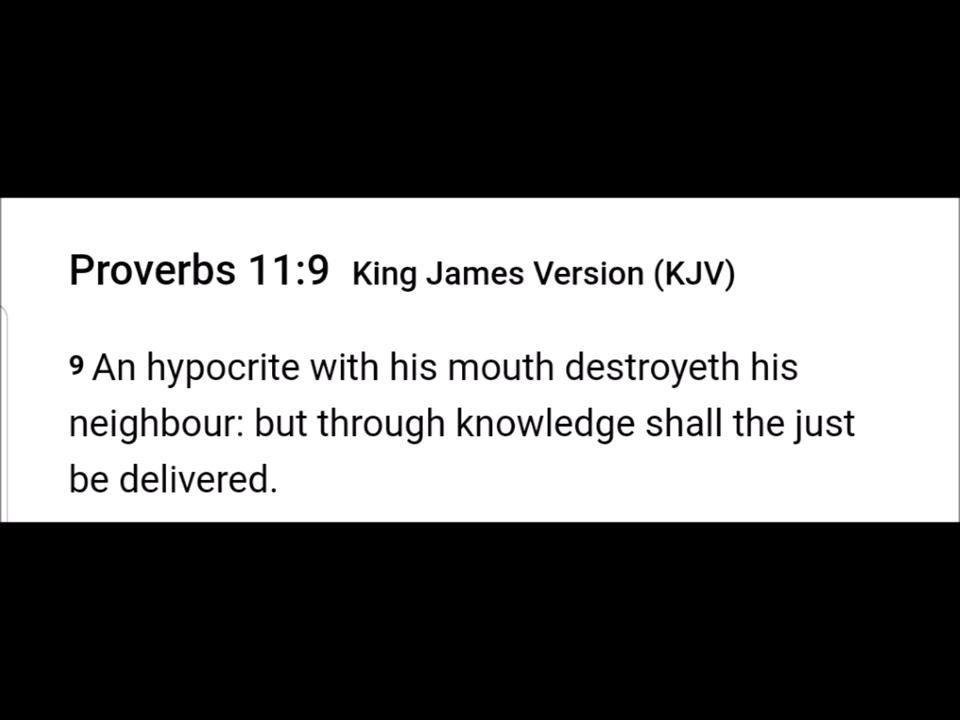 Proverbs 11:9 King James Version (KJV)
9 An hypocrite with his mouth destroyeth his
neighbour: but through knowledge shall the just
be delivered.